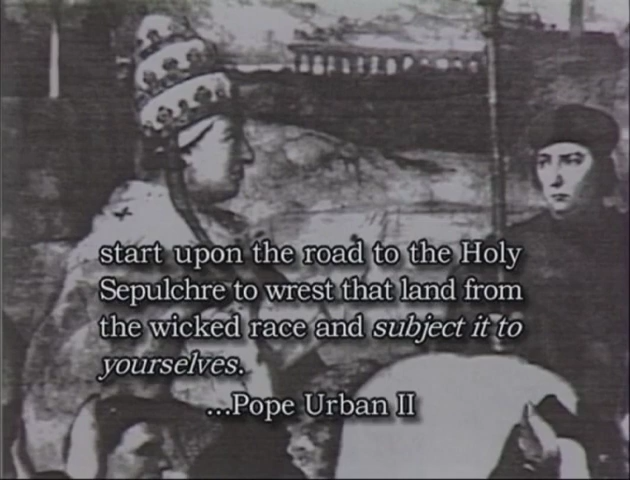 start upon the road to the Holy
Sepulchre to wrest that land from
the wicked race and subject it to
yourselves.
...Pope Urban II